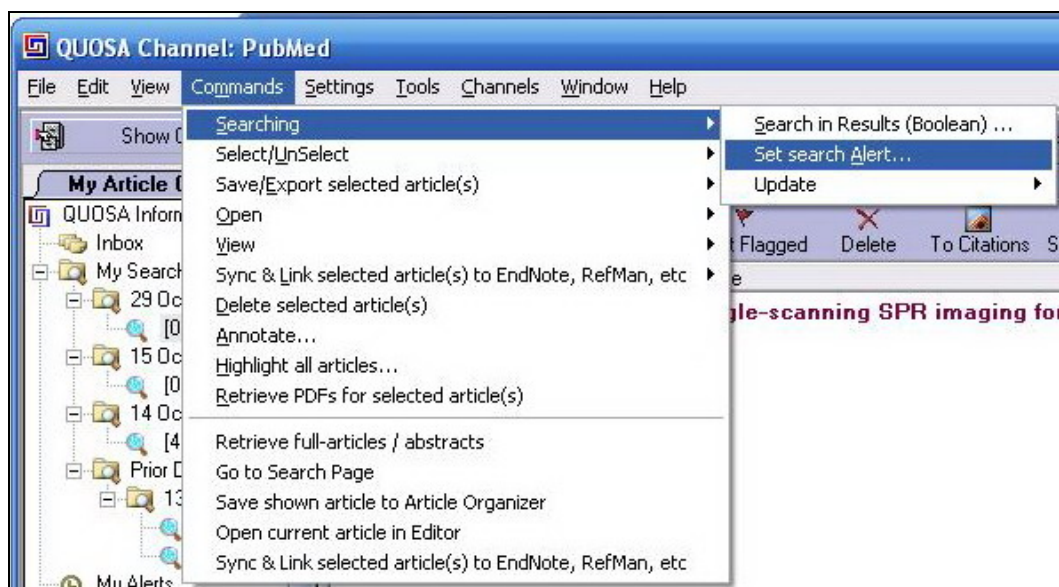 QUOSA Channel: PubMed
File Edit View Commands Settings Tools Channels Window Help
Show
Searching
Select/UnSelect
Save/Export selected article(s)
Open
View
Sync & Link selected article(s) to EndNote, RefMan, etc
Delete selected article(s)
Annotate...
Highlight all articles...
Retrieve PDFs for selected article(s)
Retrieve full-articles / abstracts
Go to Search Page
Save shown article to Article Organizer
Open current article in Editor
Sync & Link selected article(s) to EndNote, RefMan, etc
Search in Results (Boolean) ...
Set search Alert...
Update
My Article
QUOSA Inform
Inbox
My Search
29 Oc
[0
15 Oc
[0
14 Oc
[4
Prior D
13
My Alerts
t Flagged Delete To Citations S
e
gle-scanning SPR imaging for